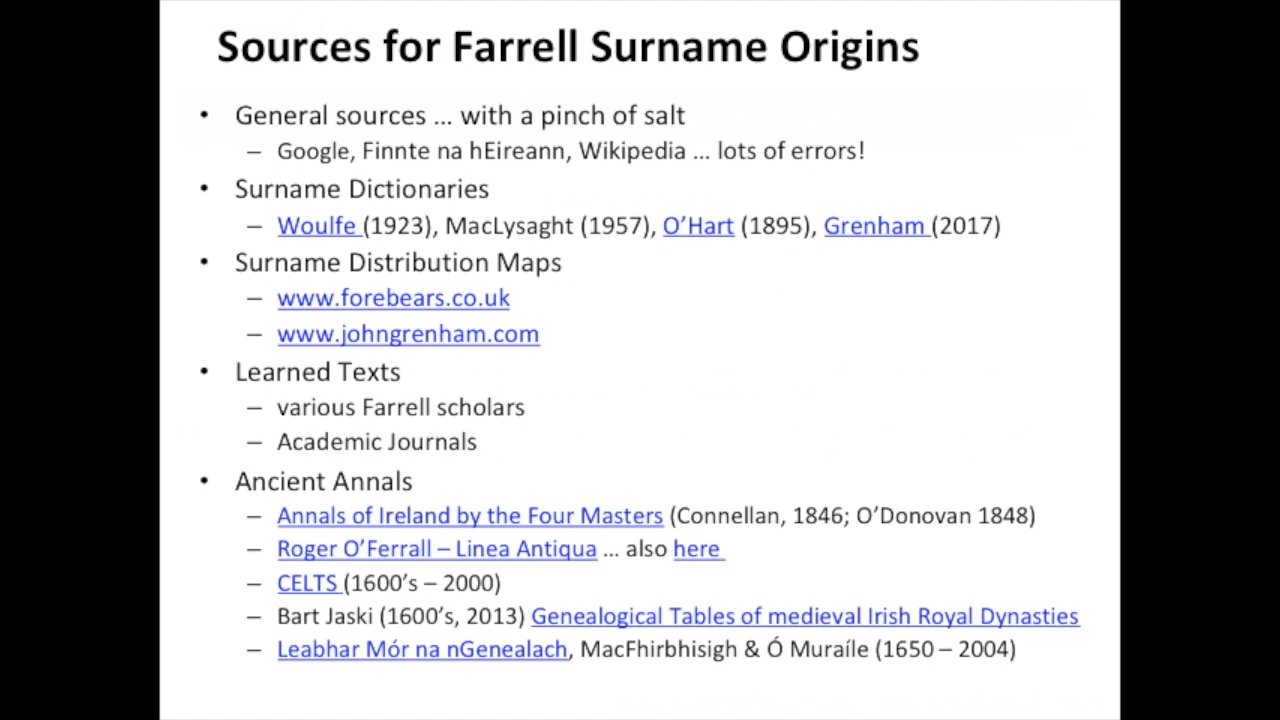 Sources for Farrell Surname Origins
• General sources … with a pinch of salt
– Google, Finnte na hEireann, Wikipedia … lots of errors!
• Surname Dictionaries
– Woulfe (1923), MacLysaght (1957), O’Hart (1895), Grenham (2017)
• Surname Distribution Maps
– www.forebears.co.uk
– www.johngrenham.com
• Learned Texts
– various Farrell scholars
– Academic Journals
• Ancient Annals
– Annals of Ireland by the Four Masters (Connellan, 1846; O’Donovan 1848)
– Roger O’Ferrall – Linea Antiqua … also here
– CELTS (1600’s – 2000)
– Bart Jaski (1600’s, 2013) Genealogical Tables of medieval Irish Royal Dynasties
– Leabhar Mór na nGenealach, MacFhirbhisigh & Ó Muraíle (1650 – 2004)